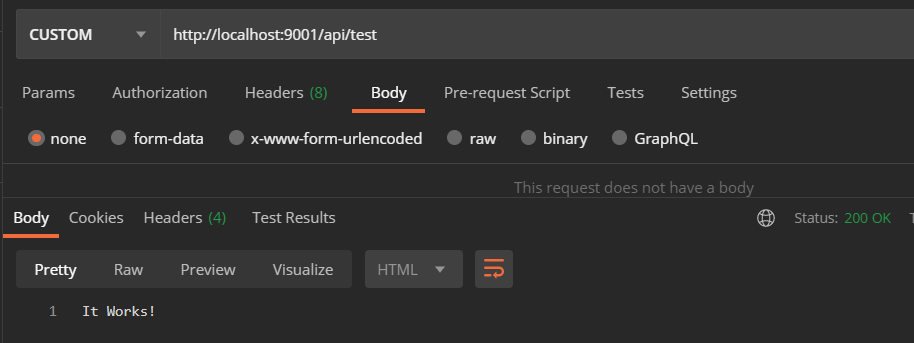 CUSTOM http://localhost:9001/api/test
Params Authorization Headers (8) Body Pre-request Script Tests Settings
none form-data x-www-form-urlencoded raw binary GraphQL
This request does not have a body
Body Cookies Headers (4) Test Results Status: 200 OK
Pretty Raw Preview Visualize HTML
1 It Works!